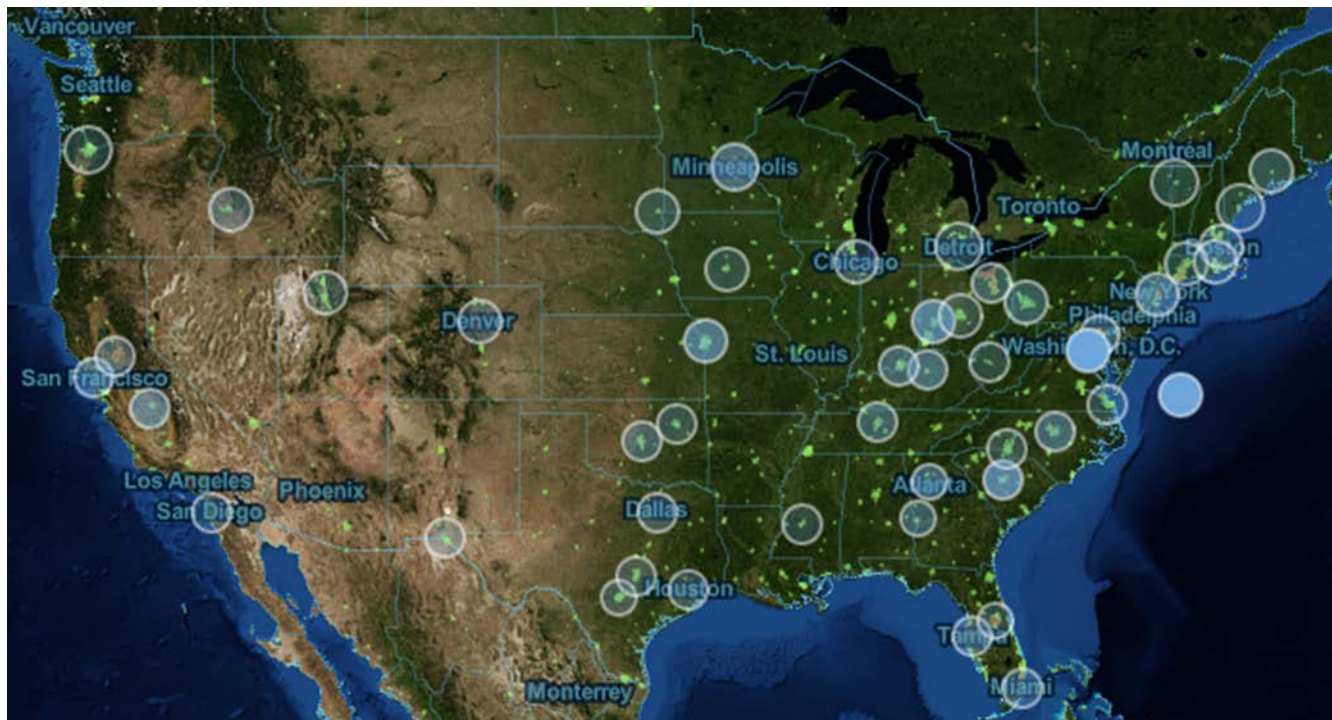 Vancouver
Seattle
Minneapolis
Montréal
Toronto
Detroit
Chicago
Boston
New York
Philadelphia
Denver
Washington, D.C.
St. Louis
San Francisco
Los Angeles
Phoenix
Atlanta
San Diego
Dallas
Houston
Tampa
Monterrey
Miami